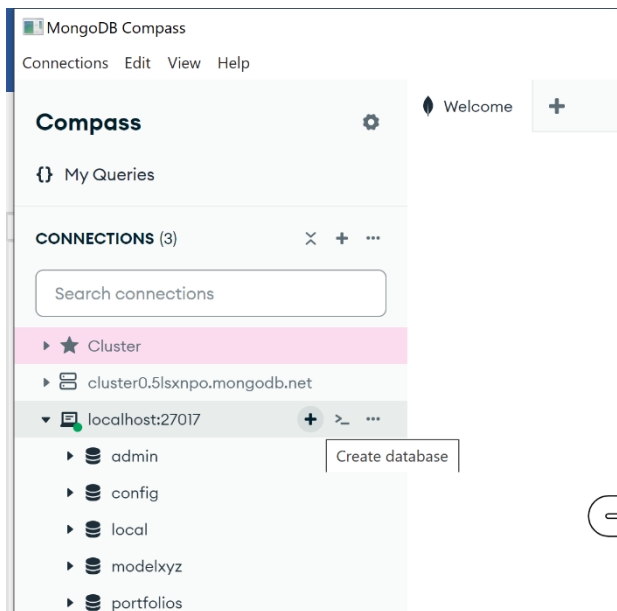 MongoDB Compass
Connections Edit View Help
Compass
Welcome
{} My Queries
CONNECTIONS (3)
Search connections
Cluster
cluster0.5lsxnpo.mongodb.net
localhost:27017
admin
Create database
config
local
modelxyz
portfolios